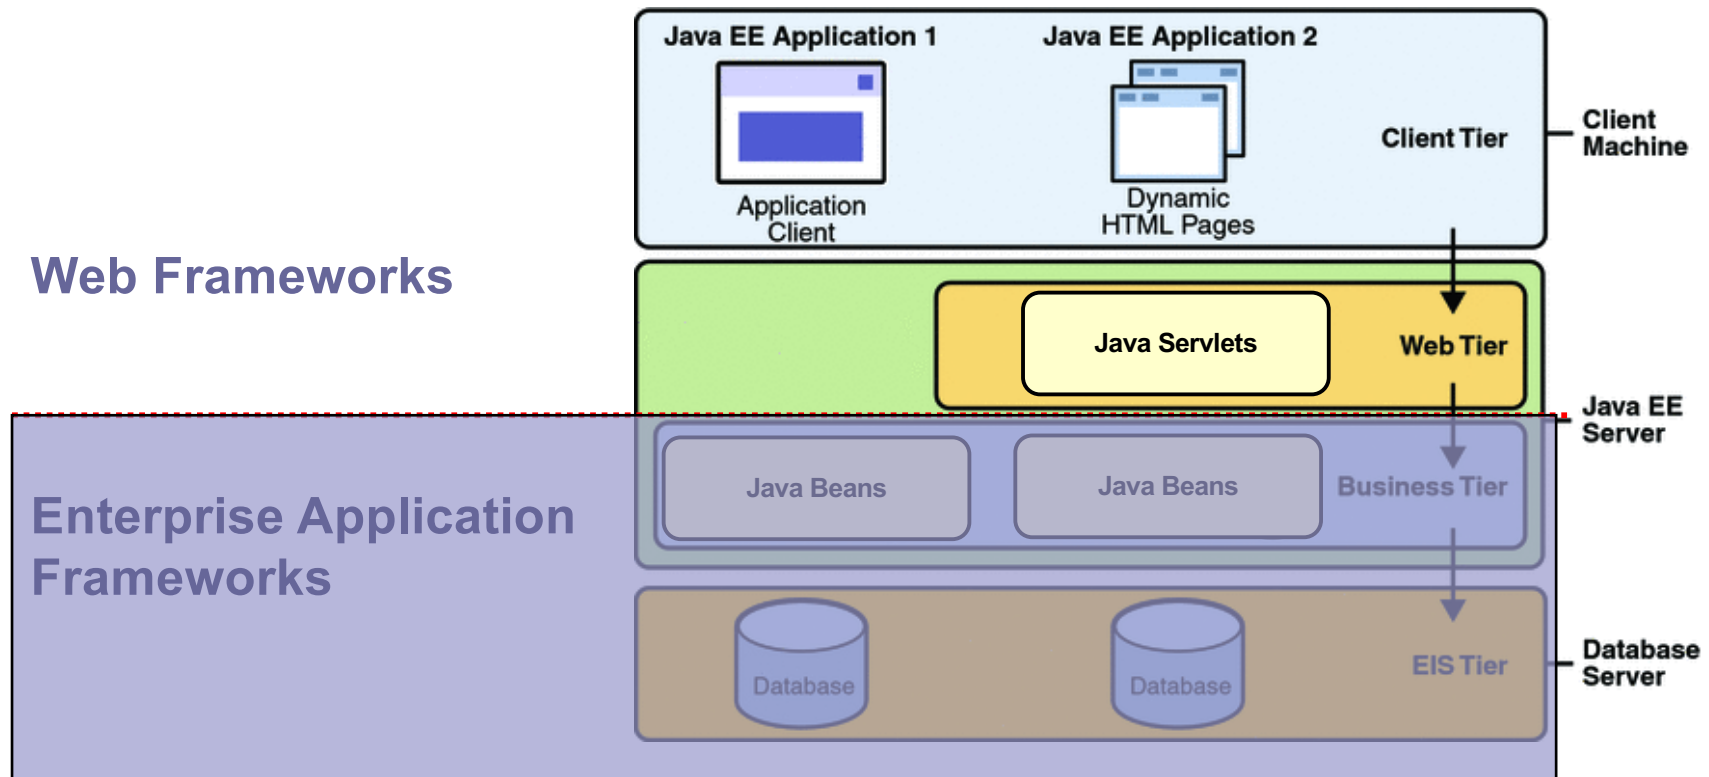 Java EE Application 1
Java EE Application 2
Application
Client
Dynamic
HTML Pages
Client Tier
Client
Machine
Web Frameworks
Java Servlets
Web Tier
Java EE
Server
Enterprise Application
Frameworks
Java Beans
Java Beans
Business Tier
Database
Database
EIS Tier
Database
Server